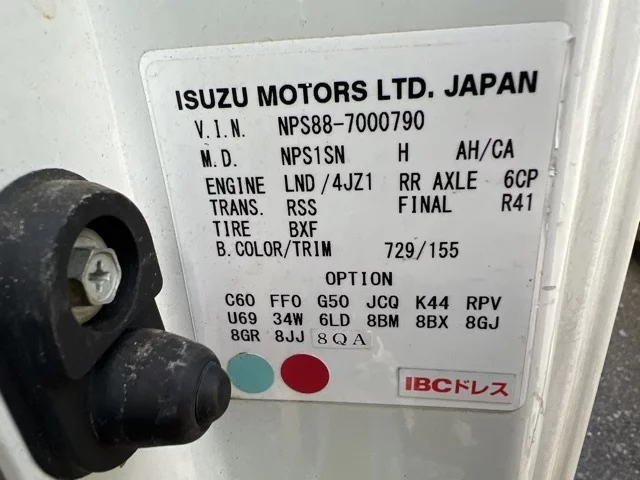 ISUZU MOTORS LTD. JAPAN
V.I.N. NPS88-7000790
M.D. NPS1SN H AH/CA
ENGINE LND/4JZ1 RR AXLE 6CP
TRANS. RSS FINAL R41
TIRE BXF
B.COLOR/TRIM 729/155
OPTION
C60 FF0 G50 JCQ K44 RPV
U69 34W 6LD 8BM 8BX 8GJ
8GR 8JJ 8QA
IBCドレス